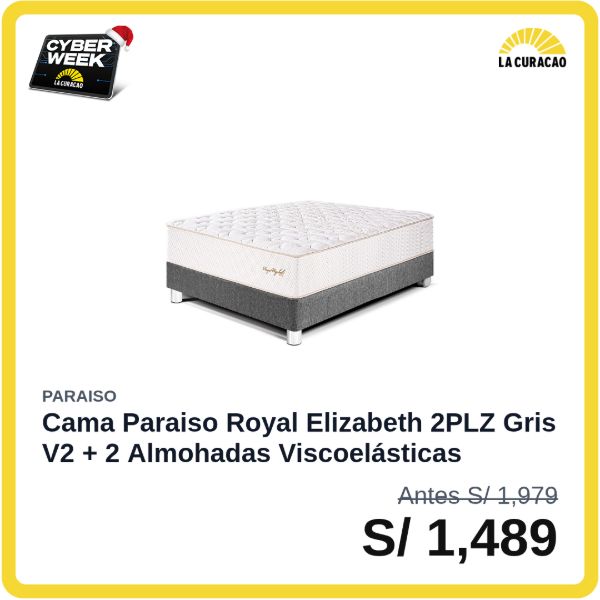 CYBER
WEEK
LA CURACAO
LA CURACAO
PARAISO
Cama Paraiso Royal Elizabeth 2PLZ Gris
V2 + 2 Almohadas Viscoelásticas
Antes S/ 1,979
S/ 1,489